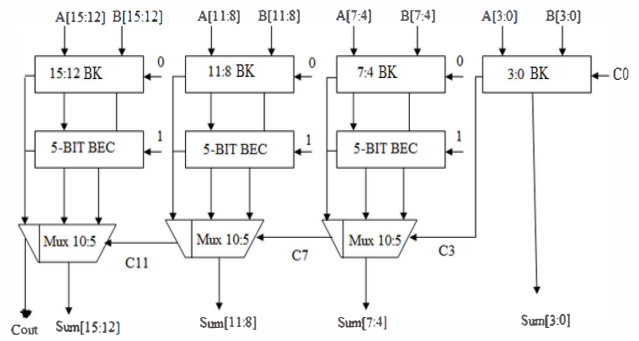 A[15:12] B[15:12] A[11:8] B[11:8] A[7:4] B[7:4] A[3:0] B[3:0]
15:12 BK 0 11:8 BK 0 7:4 BK 0 3:0 BK C0
5-BIT BEC 1 5-BIT BEC 1 5-BIT BEC 1
Mux 10:5 C11 Mux 10:5 C7 Mux 10:5 C3
Cout Sum[15:12] Sum[11:8] Sum[7:4] Sum[3:0]